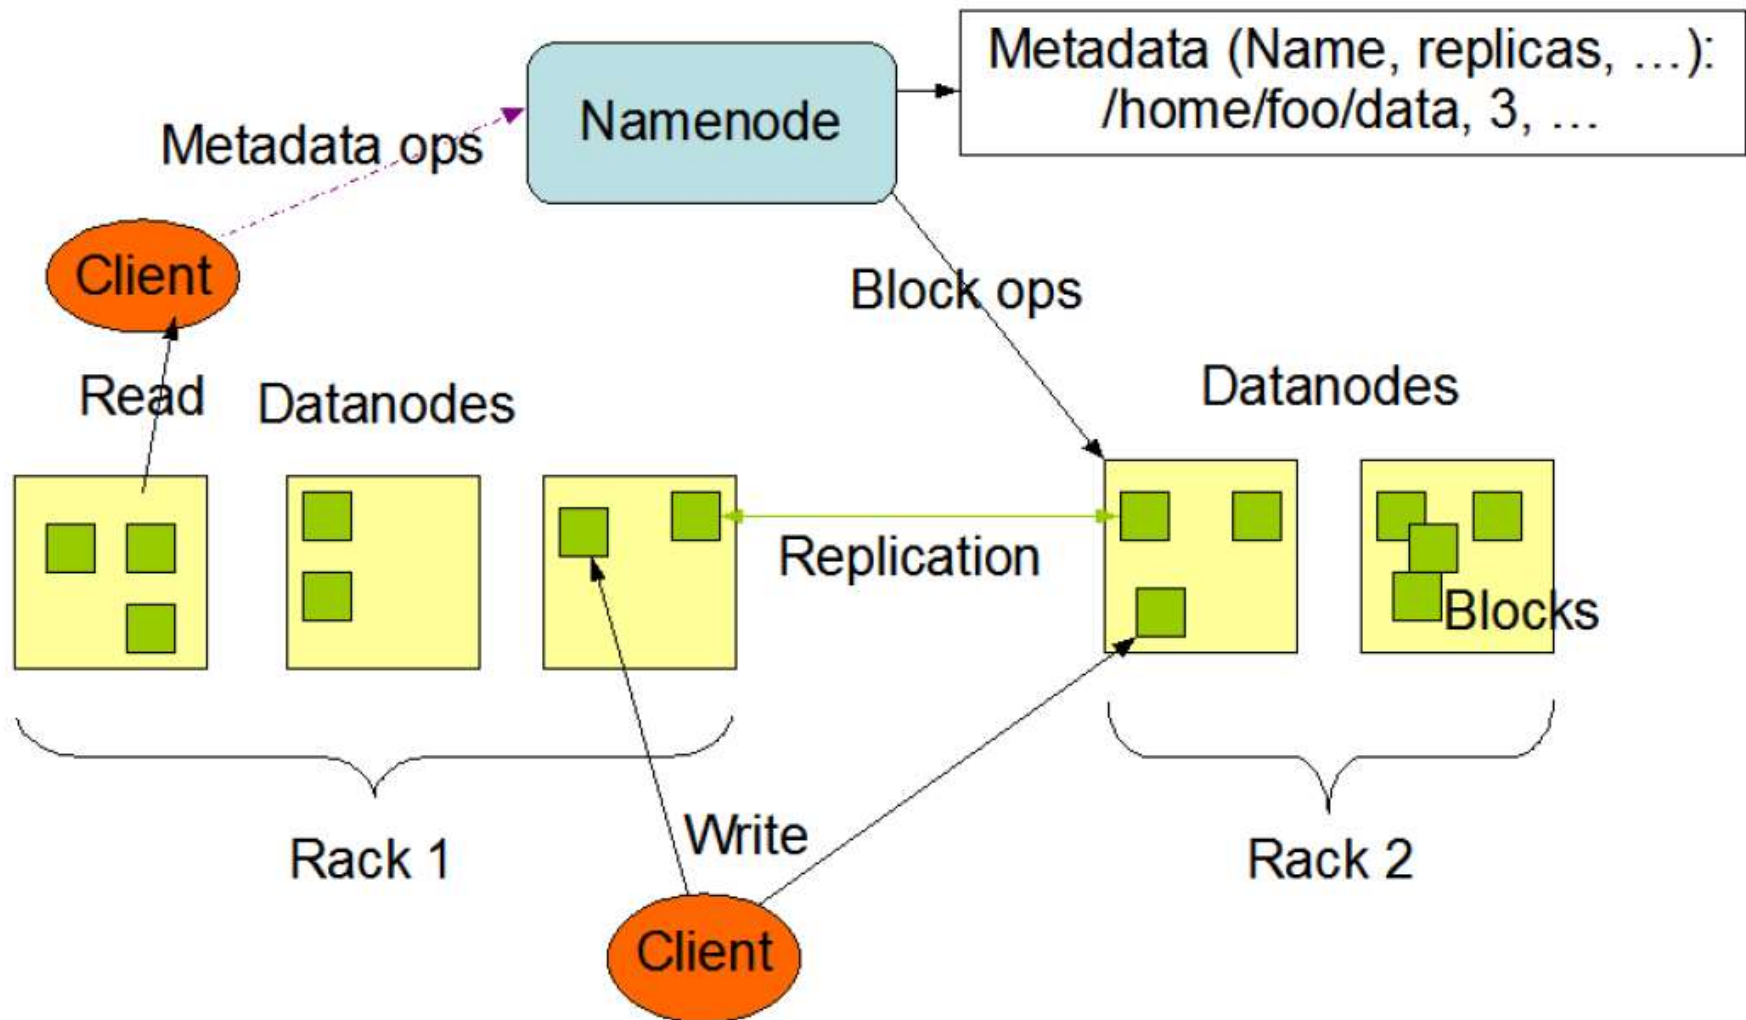 Metadata (Name, replicas, …):
/home/foo/data, 3, …
Namenode
Metadata ops
Client
Block ops
Read
Datanodes
Datanodes
Replication
Blocks
Rack 1
Write
Rack 2
Client